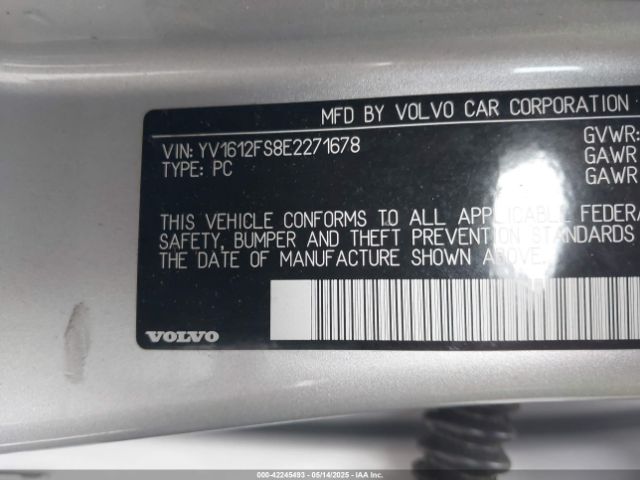 MFD BY VOLVO CAR CORPORATION
VIN: YV1612FS8E2271678
TYPE: PC
GVWR:
GAWR
GAWR
THIS VEHICLE CONFORMS TO ALL APPLICABLE FEDERA
SAFETY, BUMPER AND THEFT PREVENTION STANDARDS
THE DATE OF MANUFACTURE SHOWN ABOVE.
VOLVO
000-42245493 - 05/14/2025 - IAA Inc.